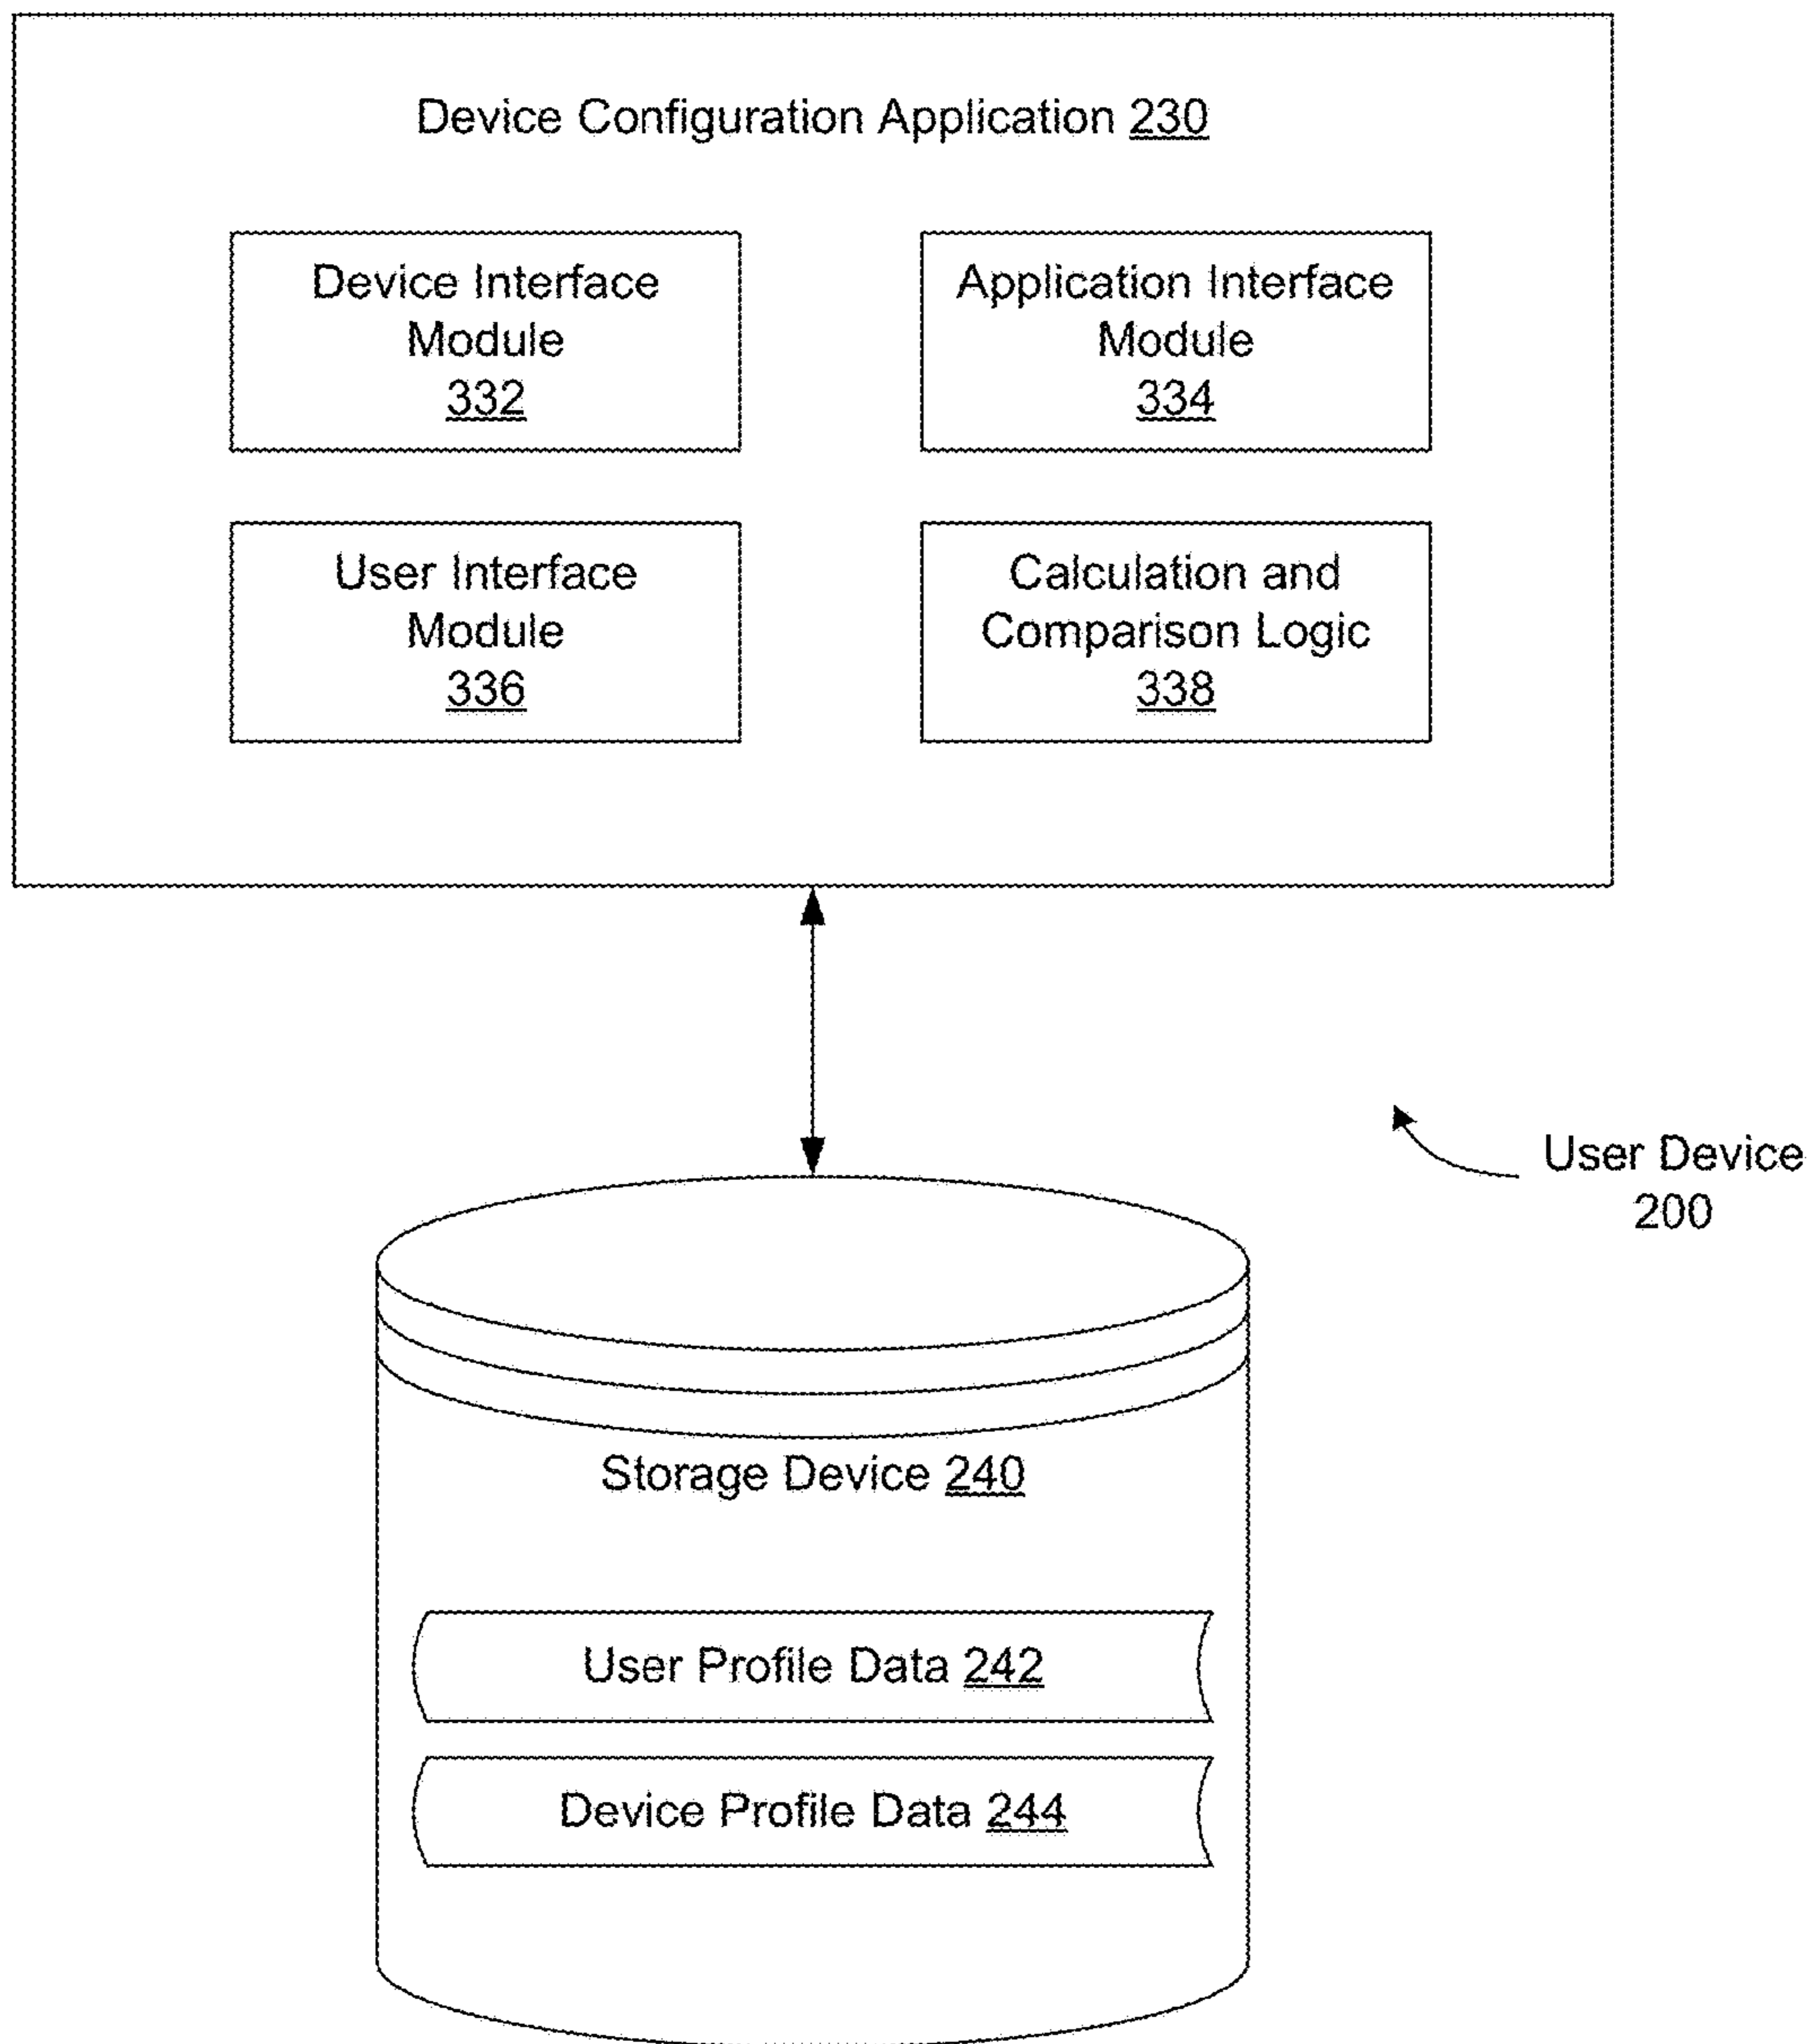 Device Configuration Application 230
Device Interface
Module
332
Application Interface
Module
334
User Interface
Module
336
Calculation and
Comparison Logic
338
User Device
200
Storage Device 240
User Profile Data 242
Device Profile Data 244